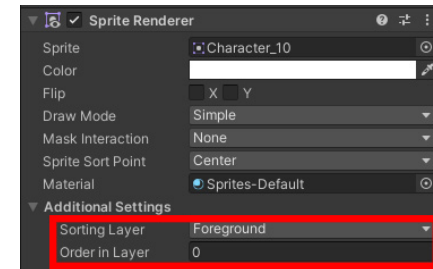 Sprite Renderer
Sprite Character_10
Color
Flip X Y
Draw Mode Simple
Mask Interaction None
Sprite Sort Point Center
Material Sprites-Default
Additional Settings
Sorting Layer Foreground
Order in Layer 0